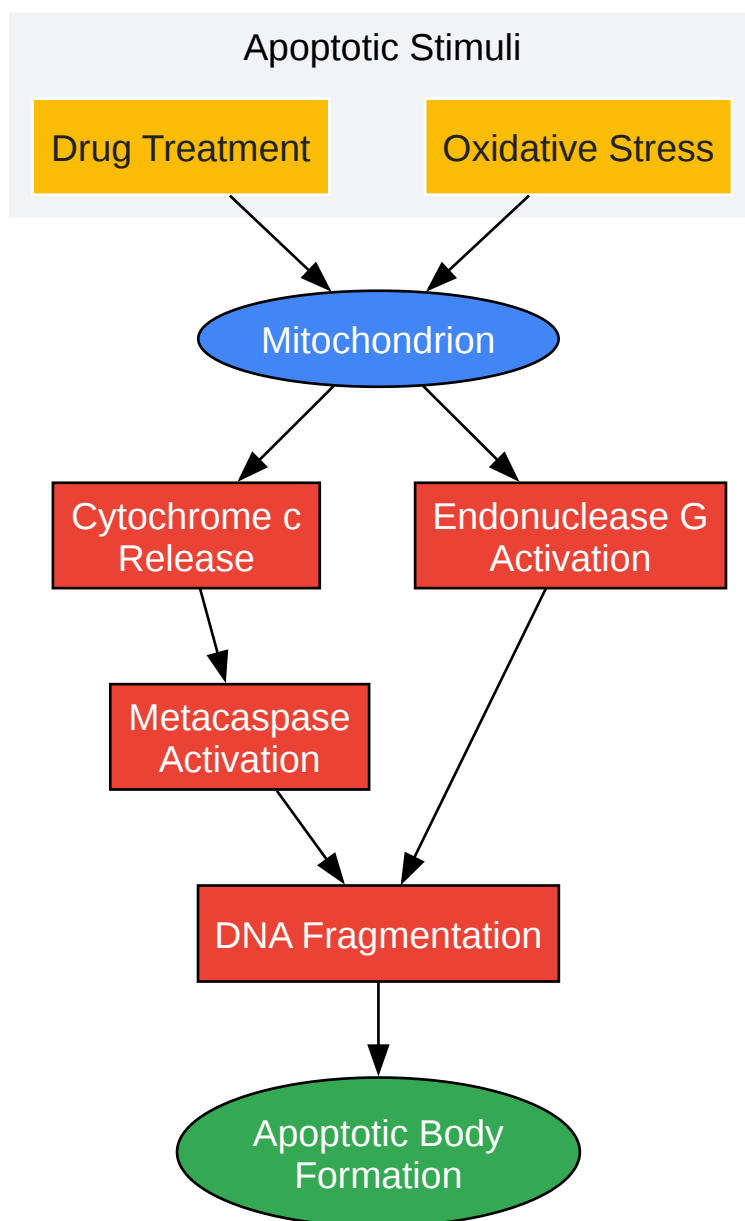 Apoptotic Stimuli
Drug Treatment
Oxidative Stress
Mitochondrion
Cytochrome c
Release
Endonuclease G
Activation
Metacaspase
Activation
DNA Fragmentation
Apoptotic Body
Formation